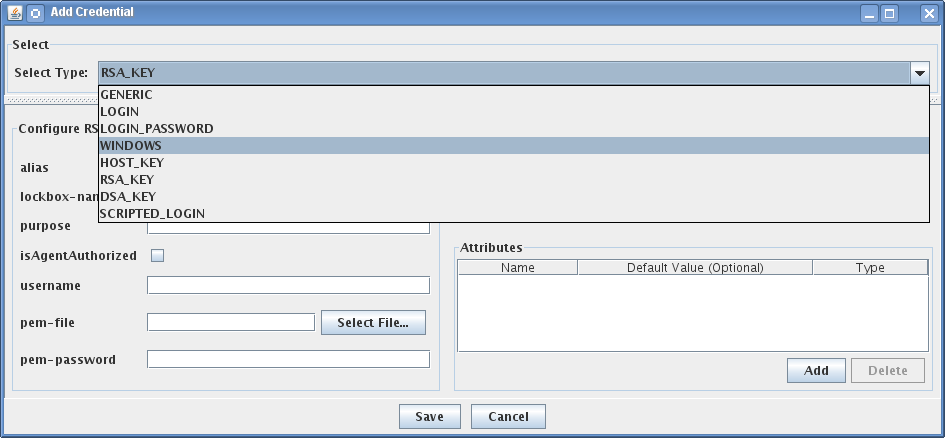 Add Credential
Select
Select Type: RSA_KEY
GENERIC
LOGIN
LOGIN_PASSWORD
WINDOWS
HOST_KEY
RSA_KEY
DSA_KEY
SCRIPTED_LOGIN
Configure RS
alias
lockbox-nam
purpose
isAgentAuthorized
username
pem-file Select File...
pem-password
Attributes
Name Default Value (Optional) Type
Add Delete
Save Cancel